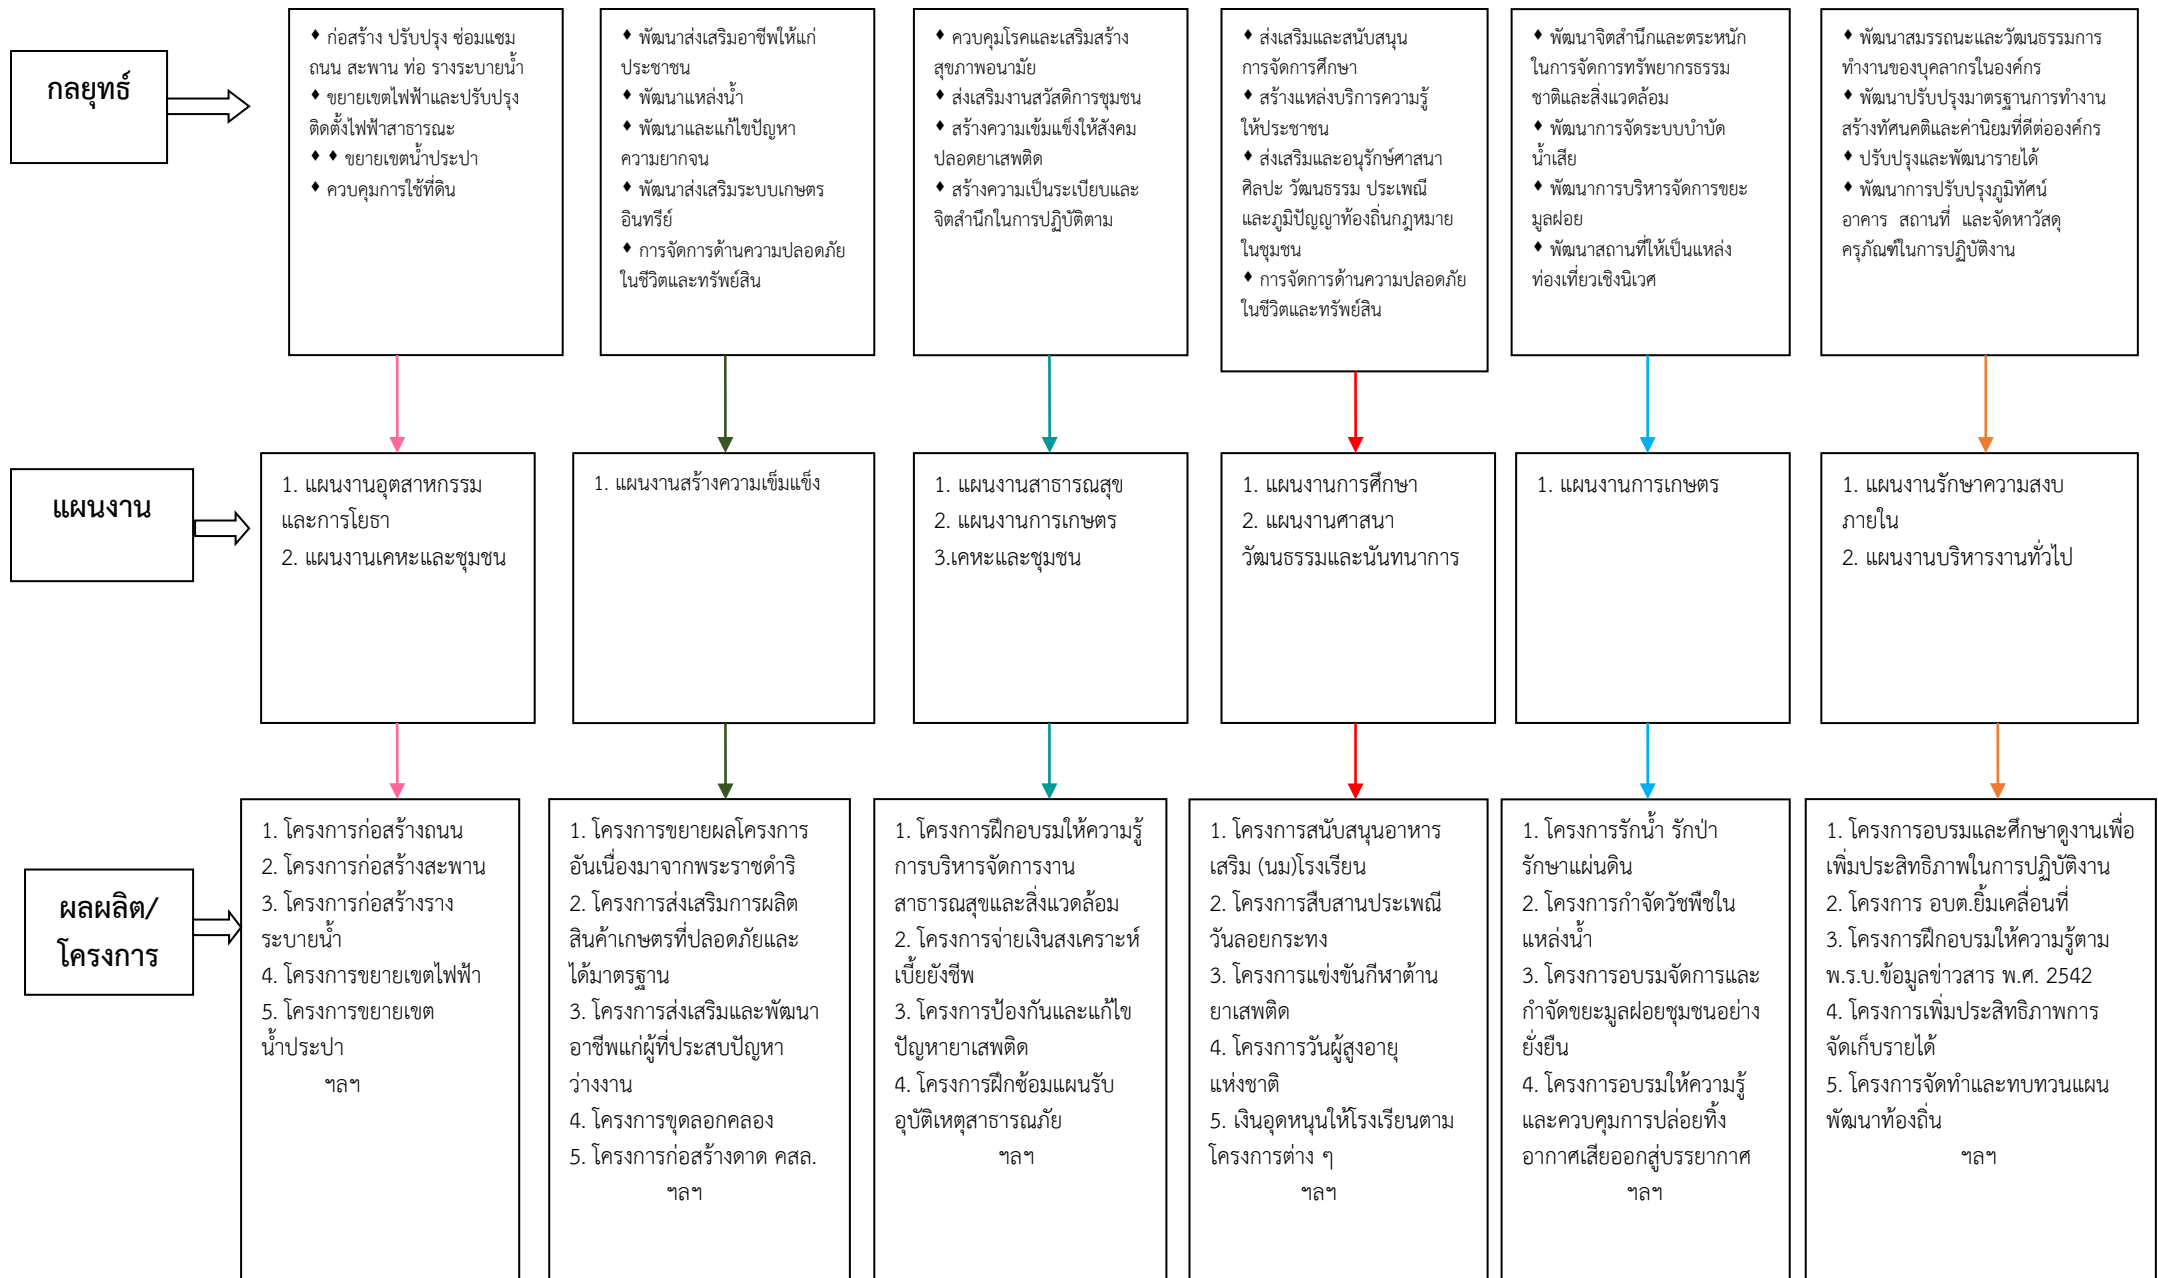 กลยุทธ์
♦ ก่อสร้าง ปรับปรุง ซ่อมแซม
ถนน สะพาน ท่อ รางระบายน้ำ
♦ ขยายเขตไฟฟ้าและปรับปรุง
ติดตั้งไฟฟ้าสาธารณะ
♦ ♦ ขยายเขตน้ำประปา
♦ ควบคุมการใช้ที่ดิน
♦ พัฒนาส่งเสริมอาชีพให้แก่
ประชาชน
♦ พัฒนาแหล่งน้ำ
♦ พัฒนาและแก้ไขปัญหา
ความยากจน
♦ พัฒนาส่งเสริมระบบเกษตร
อินทรีย์
♦ การจัดการด้านความปลอดภัย
ในชีวิตและทรัพย์สิน
♦ ควบคุมโรคและเสริมสร้าง
สุขภาพอนามัย
♦ ส่งเสริมงานสวัสดิการชุมชน
♦ สร้างความเข้มแข็งให้สังคม
ปลอดยาเสพติด
♦ สร้างความเป็นระเบียบและ
จิตสำนึกในการปฏิบัติตาม
♦ ส่งเสริมและสนับสนุน
การจัดการศึกษา
♦ สร้างแหล่งบริการความรู้
ให้ประชาชน
♦ ส่งเสริมและอนุรักษ์ศาสนา
ศิลปะ วัฒนธรรม ประเพณี
และภูมิปัญญาท้องถิ่นกฎหมาย
ในชุมชน
♦ การจัดการด้านความปลอดภัย
ในชีวิตและทรัพย์สิน
♦ พัฒนาจิตสำนึกและตระหนัก
ในการจัดการทรัพยากรธรรม
ชาติและสิ่งแวดล้อม
♦ พัฒนาการจัดระบบบำบัด
น้ำเสีย
♦ พัฒนาการบริหารจัดการขยะ
มูลฝอย
♦ พัฒนาสถานที่ให้เป็นแหล่ง
ท่องเที่ยวเชิงนิเวศ
♦ พัฒนาสมรรถนะและวัฒนธรรมการ
ทำงานของบุคลากรในองค์กร
♦ พัฒนาปรับปรุงมาตรฐานการทำงาน
สร้างทัศนคติและค่านิยมที่ดีต่อองค์กร
♦ ปรับปรุงและพัฒนารายได้
♦ พัฒนาการปรับปรุงภูมิทัศน์
อาคาร สถานที่ และจัดหาวัสดุ
ครุภัณฑ์ในการปฏิบัติงาน
แผนงาน
1. แผนงานอุตสาหกรรม
และการโยธา
2. แผนงานเคหะและชุมชน
1. แผนงานสร้างความเข็มแข็ง
1. แผนงานสาธารณสุข
2. แผนงานการเกษตร
3.เคหะและชุมชน
1. แผนงานการศึกษา
2. แผนงานศาสนา
วัฒนธรรมและนันทนาการ
1. แผนงานการเกษตร
1. แผนงานรักษาความสงบ
ภายใน
2. แผนงานบริหารงานทั่วไป
ผลผลิต/
โครงการ
1. โครงการก่อสร้างถนน
2. โครงการก่อสร้างสะพาน
3. โครงการก่อสร้างราง
ระบายน้ำ
4. โครงการขยายเขตไฟฟ้า
5. โครงการขยายเขต
น้ำประปา
ฯลฯ
1. โครงการขยายผลโครงการ
อันเนื่องมาจากพระราชดำริ
2. โครงการส่งเสริมการผลิต
สินค้าเกษตรที่ปลอดภัยและ
ได้มาตรฐาน
3. โครงการส่งเสริมและพัฒนา
อาชีพแก่ผู้ที่ประสบปัญหา
ว่างงาน
4. โครงการขุดลอกคลอง
5. โครงการก่อสร้างดาด คสล.
ฯลฯ
1. โครงการฝึกอบรมให้ความรู้
การบริหารจัดการงาน
สาธารณสุขและสิ่งแวดล้อม
2. โครงการจ่ายเงินสงเคราะห์
เบี้ยยังชีพ
3. โครงการป้องกันและแก้ไข
ปัญหายาเสพติด
4. โครงการฝึกซ้อมแผนรับ
อุบัติเหตุสาธารณภัย
ฯลฯ
1. โครงการสนับสนุนอาหาร
เสริม (นม)โรงเรียน
2. โครงการสืบสานประเพณี
วันลอยกระทง
3. โครงการแข่งขันกีฬาต้าน
ยาเสพติด
4. โครงการวันผู้สูงอายุ
แห่งชาติ
5. เงินอุดหนุนให้โรงเรียนตาม
โครงการต่าง ๆ
ฯลฯ
1. โครงการรักน้ำ รักป่า
รักษาแผ่นดิน
2. โครงการกำจัดวัชพืชใน
แหล่งน้ำ
3. โครงการอบรมจัดการและ
กำจัดขยะมูลฝอยชุมชนอย่าง
ยั่งยืน
4. โครงการอบรมให้ความรู้
และควบคุมการปล่อยทิ้ง
อากาศเสียออกสู่บรรยากาศ
ฯลฯ
1. โครงการอบรมและศึกษาดูงานเพื่อ
เพิ่มประสิทธิภาพในการปฏิบัติงาน
2. โครงการ อบต.ยิ้มเคลื่อนที่
3. โครงการฝึกอบรมให้ความรู้ตาม
พ.ร.บ.ข้อมูลข่าวสาร พ.ศ. 2542
4. โครงการเพิ่มประสิทธิภาพการ
จัดเก็บรายได้
5. โครงการจัดทำและทบทวนแผน
พัฒนาท้องถิ่น
ฯลฯ